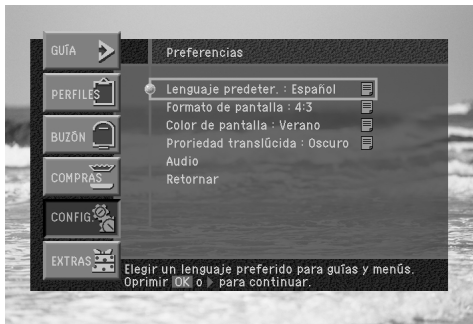 GUÍA
Preferencias
PERFILES
Lenguaje predeter. : Español
Formato de pantalla : 4:3
Color de pantalla : Verano
BUZÓN
Proriedad translúcida : Oscuro
Audio
COMPRAS
Retornar
CONFIG.
EXTRAS
Elegir un lenguaje preferido para guías y menús.
Oprimir OK o para continuar.